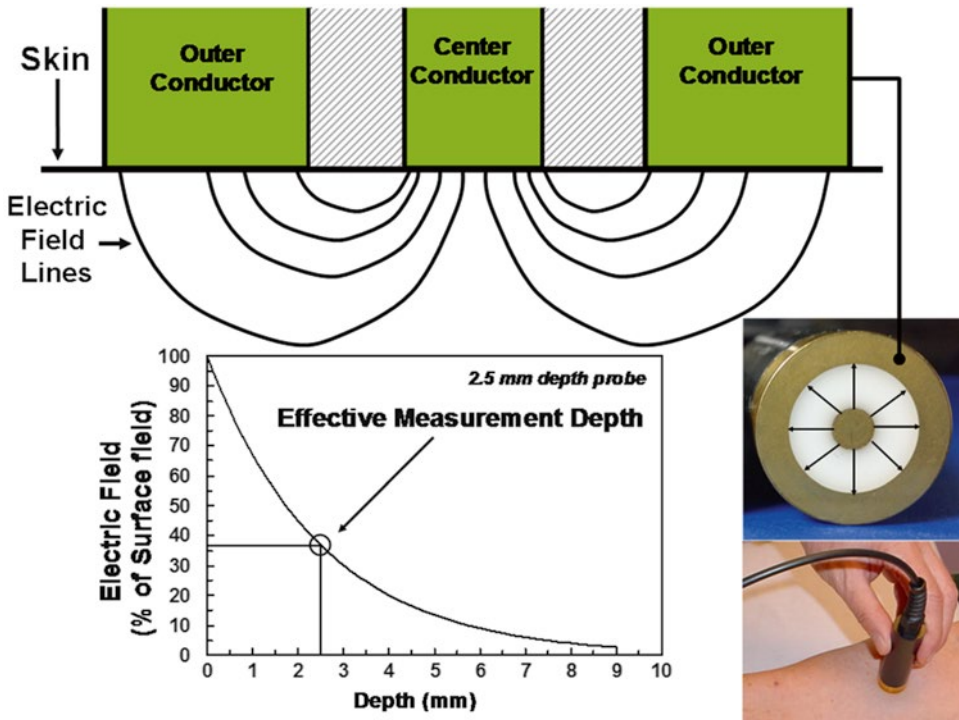 Skin
Outer
Conductor
Center
Conductor
Outer
Conductor
Electric
Field
Lines
2.5 mm depth probe
Effective Measurement Depth
Electric Field
(% of Surface field)
100
90
80
70
60
50
40
30
20
10
0
0 1 2 3 4 5 6 7 8 9 10
Depth (mm)